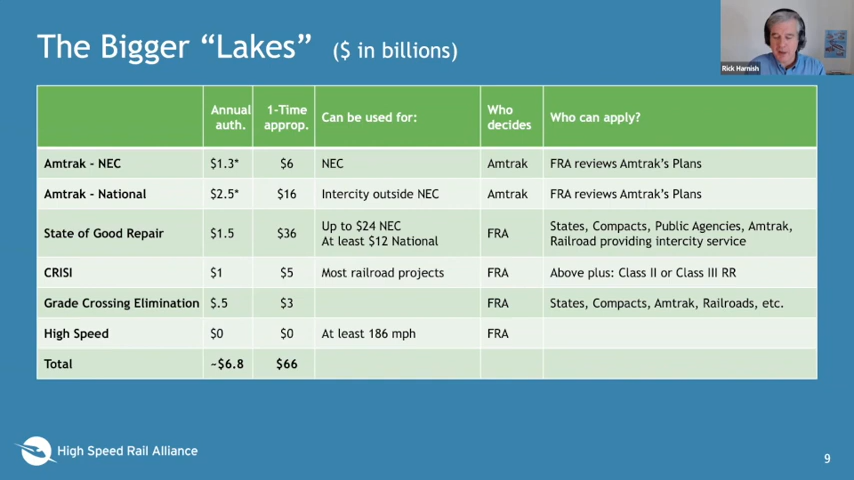 The Bigger “Lakes” ($ in billions)
Rick Harnish
Annual auth.
1-Time approp.
Can be used for:
Who decides
Who can apply?
Amtrak - NEC $1.3* $6 NEC Amtrak FRA reviews Amtrak’s Plans
Amtrak - National $2.5* $16 Intercity outside NEC Amtrak FRA reviews Amtrak’s Plans
State of Good Repair $1.5 $36
Up to $24 NEC
At least $12 National
FRA
States, Compacts, Public Agencies, Amtrak,
Railroad providing intercity service
CRISI $1 $5 Most railroad projects FRA Above plus: Class II or Class III RR
Grade Crossing Elimination $.5 $3 FRA States, Compacts, Amtrak, Railroads, etc.
High Speed $0 $0 At least 186 mph FRA
Total ~$6.8 $66
High Speed Rail Alliance
9